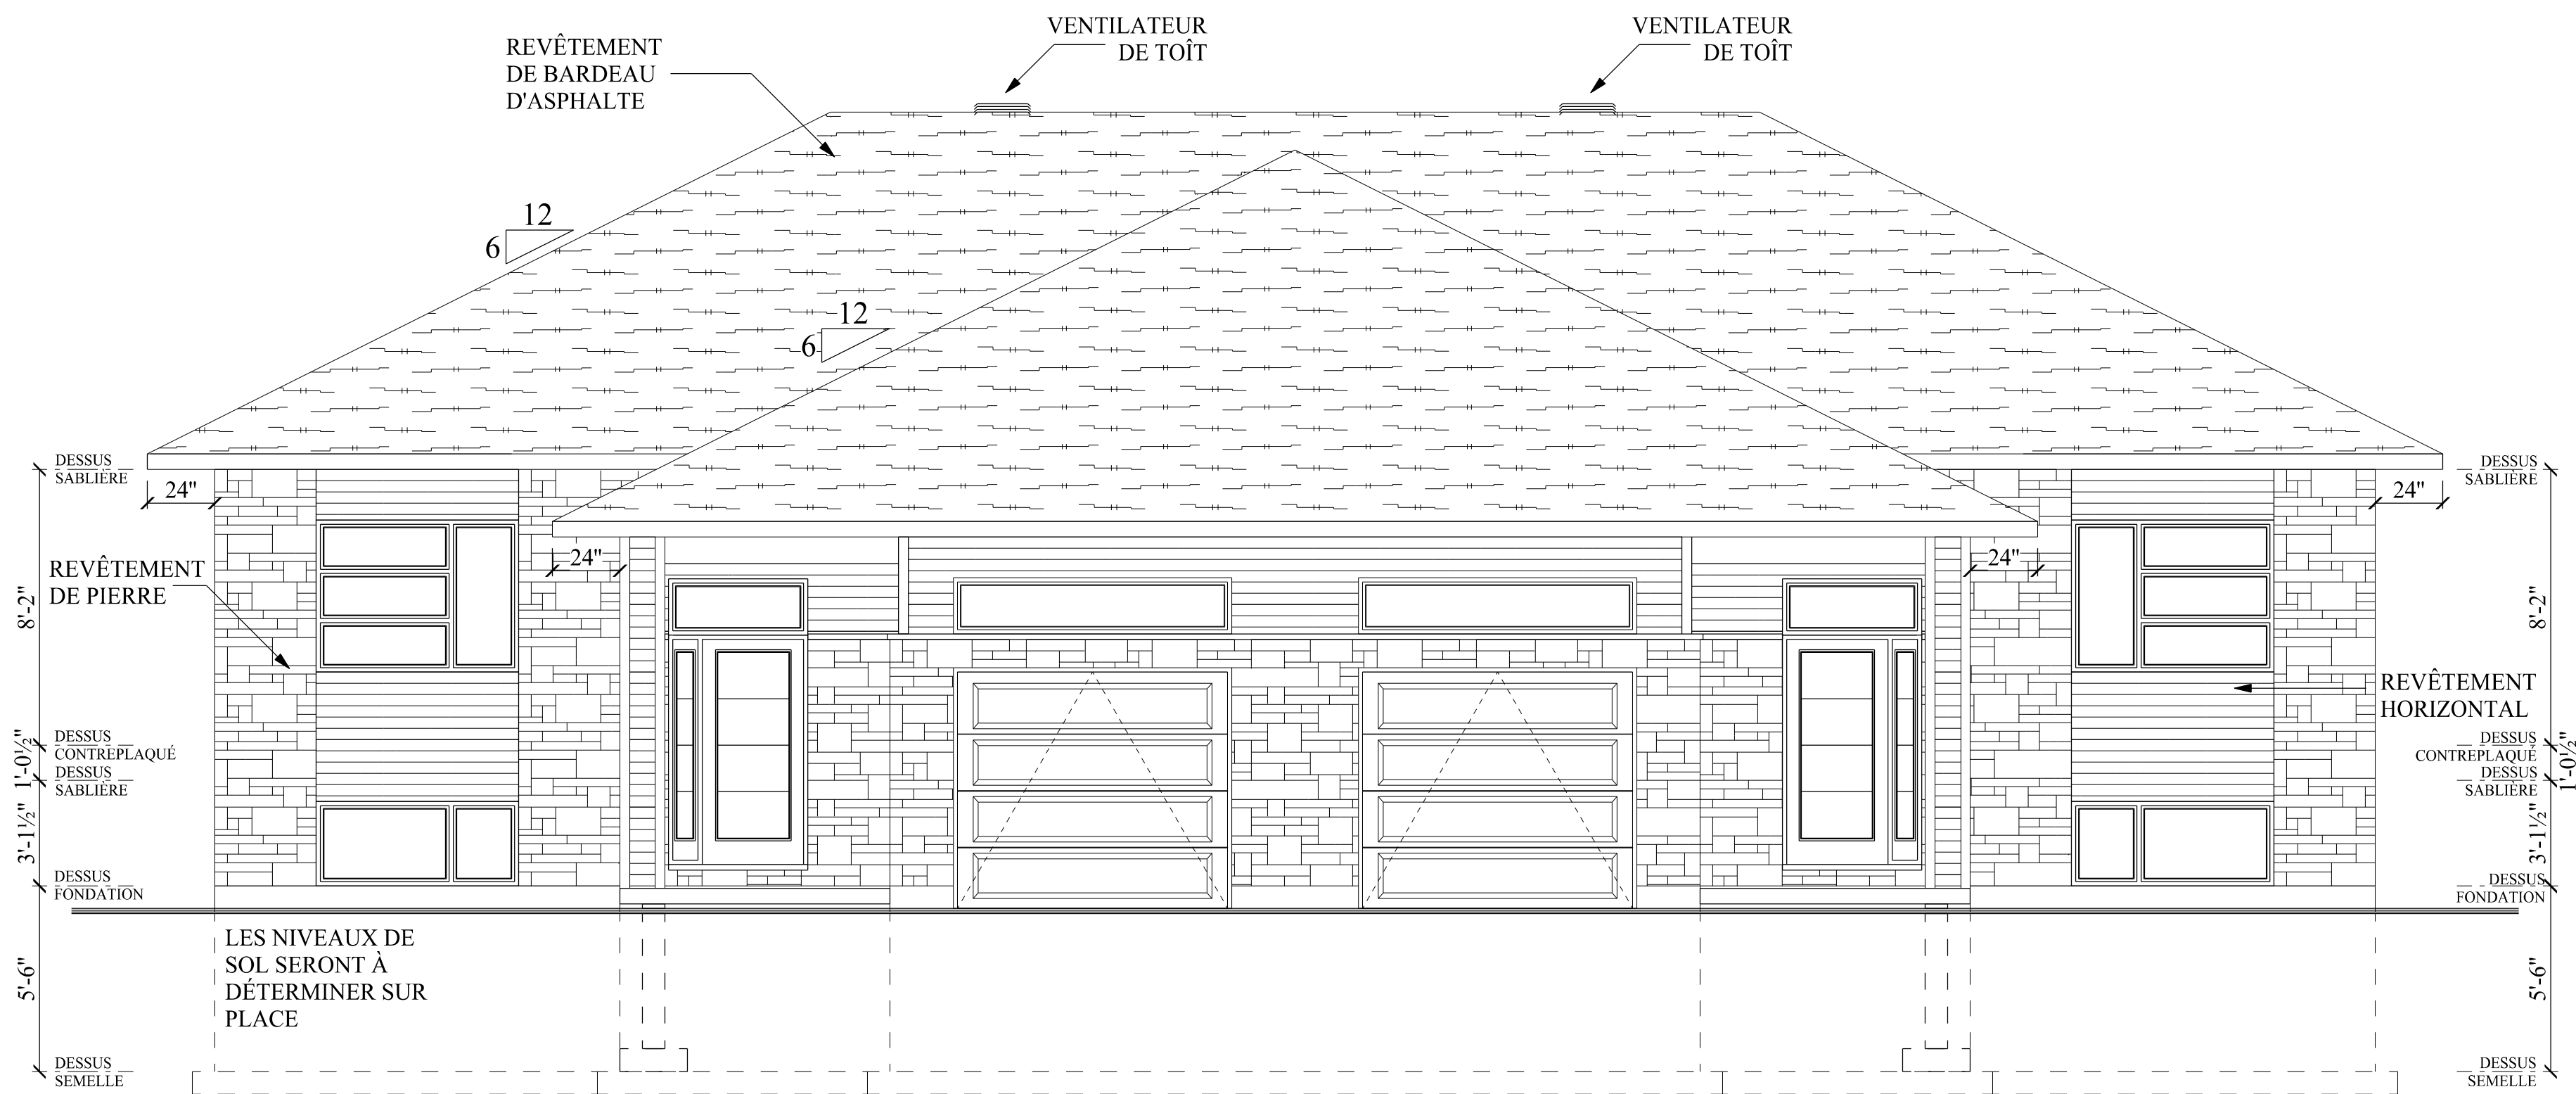 VENTILATEUR
DE TOÎT
VENTILATEUR
DE TOÎT
REVÊTEMENT
DE BARDEAU
D'ASPHALTE
12
6
12
6
DESSUS
SABLIÈRE
24"
24"
REVÊTEMENT
DE PIERRE
8'-2"
DESSUS
CONTREPLAQUÉ
1'-0½"
DESSUS
SABLIÈRE
3'-1½"
DESSUS
FONDATION
5'-6"
LES NIVEAUX DE
SOL SERONT À
DÉTERMINER SUR
PLACE
DESSUS
SEMELLE
DESSUS
SABLIÈRE
24"
24"
8'-2"
REVÊTEMENT
HORIZONTAL
DESSUS
CONTREPLAQUÉ
1'-0½"
DESSUS
SABLIÈRE
3'-1½"
DESSUS
FONDATION
5'-6"
DESSUS
SEMELLE